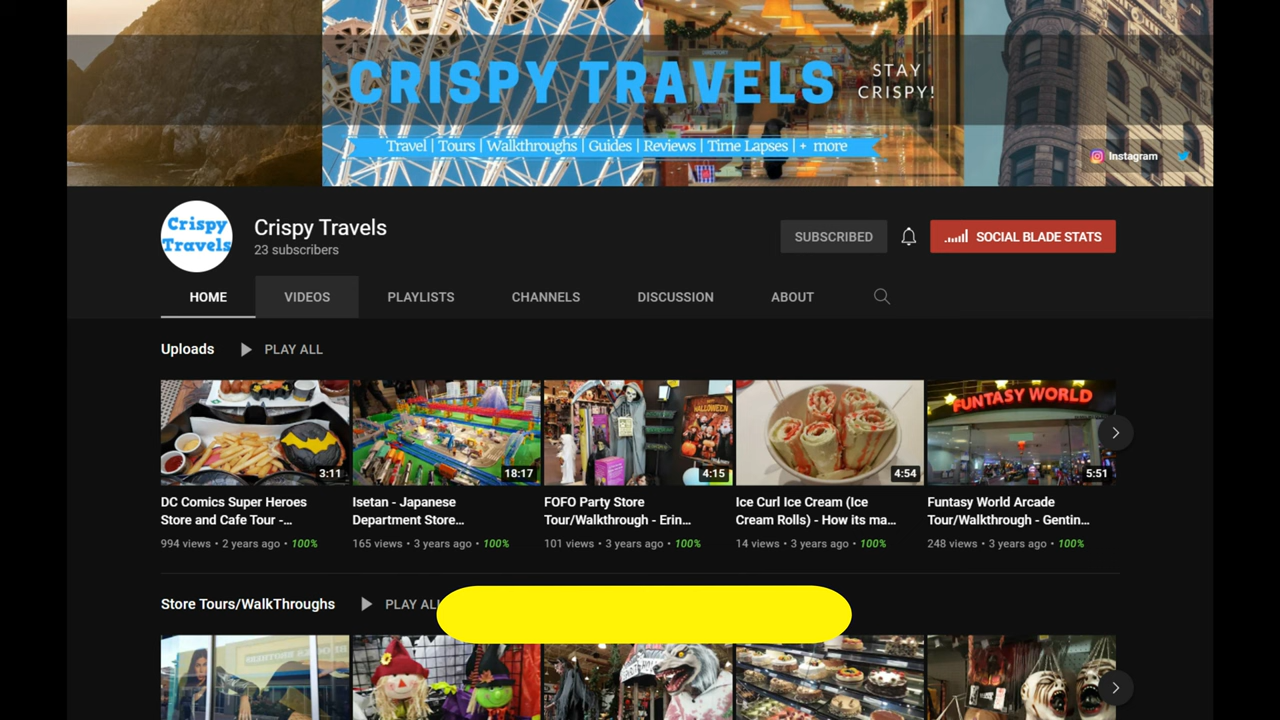 CRISPY TRAVELS
STAY
CRISPY!
Travel | Tours | Walkthroughs | Guides | Reviews | Time Lapses | + more
Instagram
Crispy
Travels
Crispy Travels
23 subscribers
SUBSCRIBED
SOCIAL BLADE STATS
HOME VIDEOS PLAYLISTS CHANNELS DISCUSSION ABOUT
Uploads PLAY ALL
HALLOWEEN
FUNTASY WORLD
3:11 18:17 4:15 4:54 5:51
DC Comics Super Heroes
Store and Cafe Tour -...
994 views • 2 years ago • 100%
Isetan - Japanese
Department Store...
165 views • 3 years ago • 100%
FOFO Party Store
Tour/Walkthrough - Erin...
101 views • 3 years ago • 100%
Ice Curl Ice Cream (Ice
Cream Rolls) - How its ma...
14 views • 3 years ago • 100%
Funtasy World Arcade
Tour/Walkthrough - Gentin...
248 views • 3 years ago • 100%
Store Tours/WalkThroughs PLAY ALL